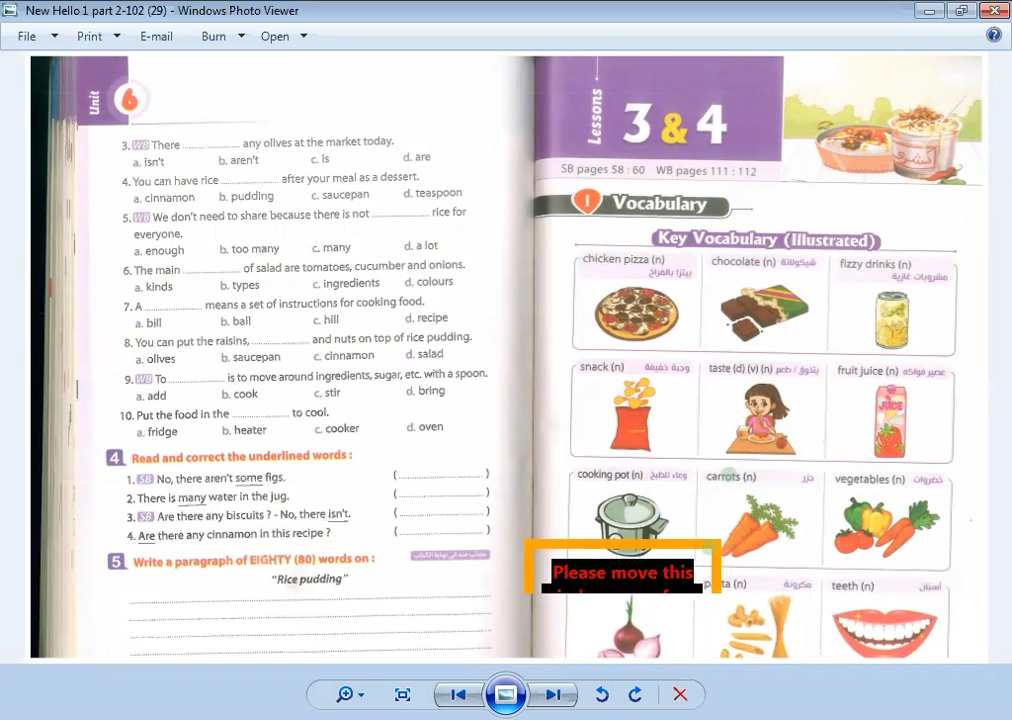 New Hello 1 part 2-102 (29) - Windows Photo Viewer
File Print E-mail Burn Open
Unit 6
3. WB There ............ any olives at the market today.
a. isn't b. aren't c. is d. are
4. You can have rice ............ after your meal as a dessert.
a. cinnamon b. pudding c. saucepan d. teaspoon
5. WB We don't need to share because there is not ............ rice for
everyone.
a. enough b. too many c. many d. a lot
6. The main ............ of salad are tomatoes, cucumber and onions.
a. kinds b. types c. ingredients d. colours
7. A ............ means a set of instructions for cooking food.
a. bill b. ball c. hill d. recipe
8. You can put the raisins, ............ and nuts on top of rice pudding.
a. olives b. saucepan c. cinnamon d. salad
9. WB To ............ is to move around ingredients, sugar, etc. with a spoon.
a. add b. cook c. stir d. bring
10. Put the food in the ............ to cool.
a. fridge b. heater c. cooker d. oven
4 Read and correct the underlined words :
1. SB No, there aren't some figs. (............)
2. There is many water in the jug. (............)
3. SB Are there any biscuits ? - No, there isn't. (............)
4. Are there any cinnamon in this recipe ? (............)
5 Write a paragraph of EIGHTY (80) words on :
"Rice pudding"
Lessons 3 & 4
كشري
SB pages 58 : 60 WB pages 111 : 112
I Vocabulary
Key Vocabulary (Illustrated)
chicken pizza (n) بيتزا بالفراخ
chocolate (n) شيكولاتة
fizzy drinks (n) مشروبات غازية
snack (n) وجبة خفيفة
taste (d) (v) (n) يتذوق / طعم
fruit juice (n) عصير فواكه
JUICE
cooking pot (n) وعاء للطبخ
carrots (n) جزر
vegetables (n) خضروات
Please move this
(n) مكرونة
teeth (n) أسنان